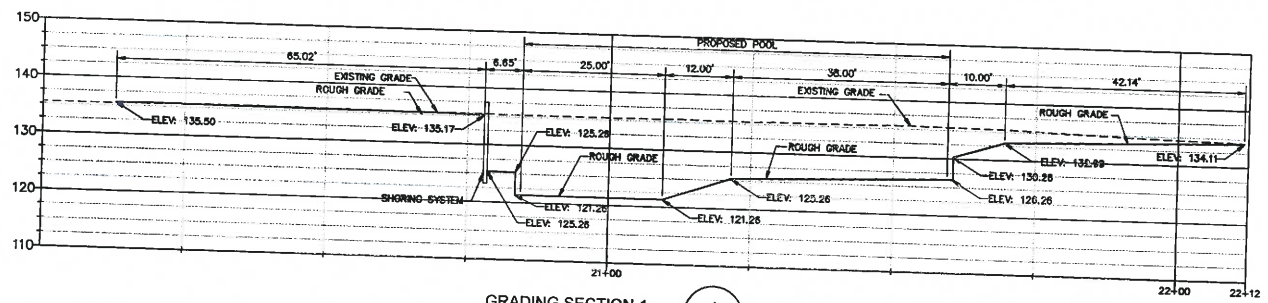 150
PROPOSED POOL
65.02'
6.65'
25.00'
12.00'
38.00'
10.00'
42.14'
140
EXISTING GRADE
ROUGH GRADE
EXISTING GRADE
ROUGH GRADE
ELEV: 135.50
ELEV: 135.17
ELEV: 125.26
130
ROUGH GRADE
ROUGH GRADE
ELEV:
ELEV: 134.11
ELEV: 130.26
120
SHORING SYSTEM
ELEV: 121.26
ELEV: 125.26
ELEV: 126.26
ELEV: 125.26
ELEV: 121.26
110
21+00
22+00
22+12
GRADING SECTION 1